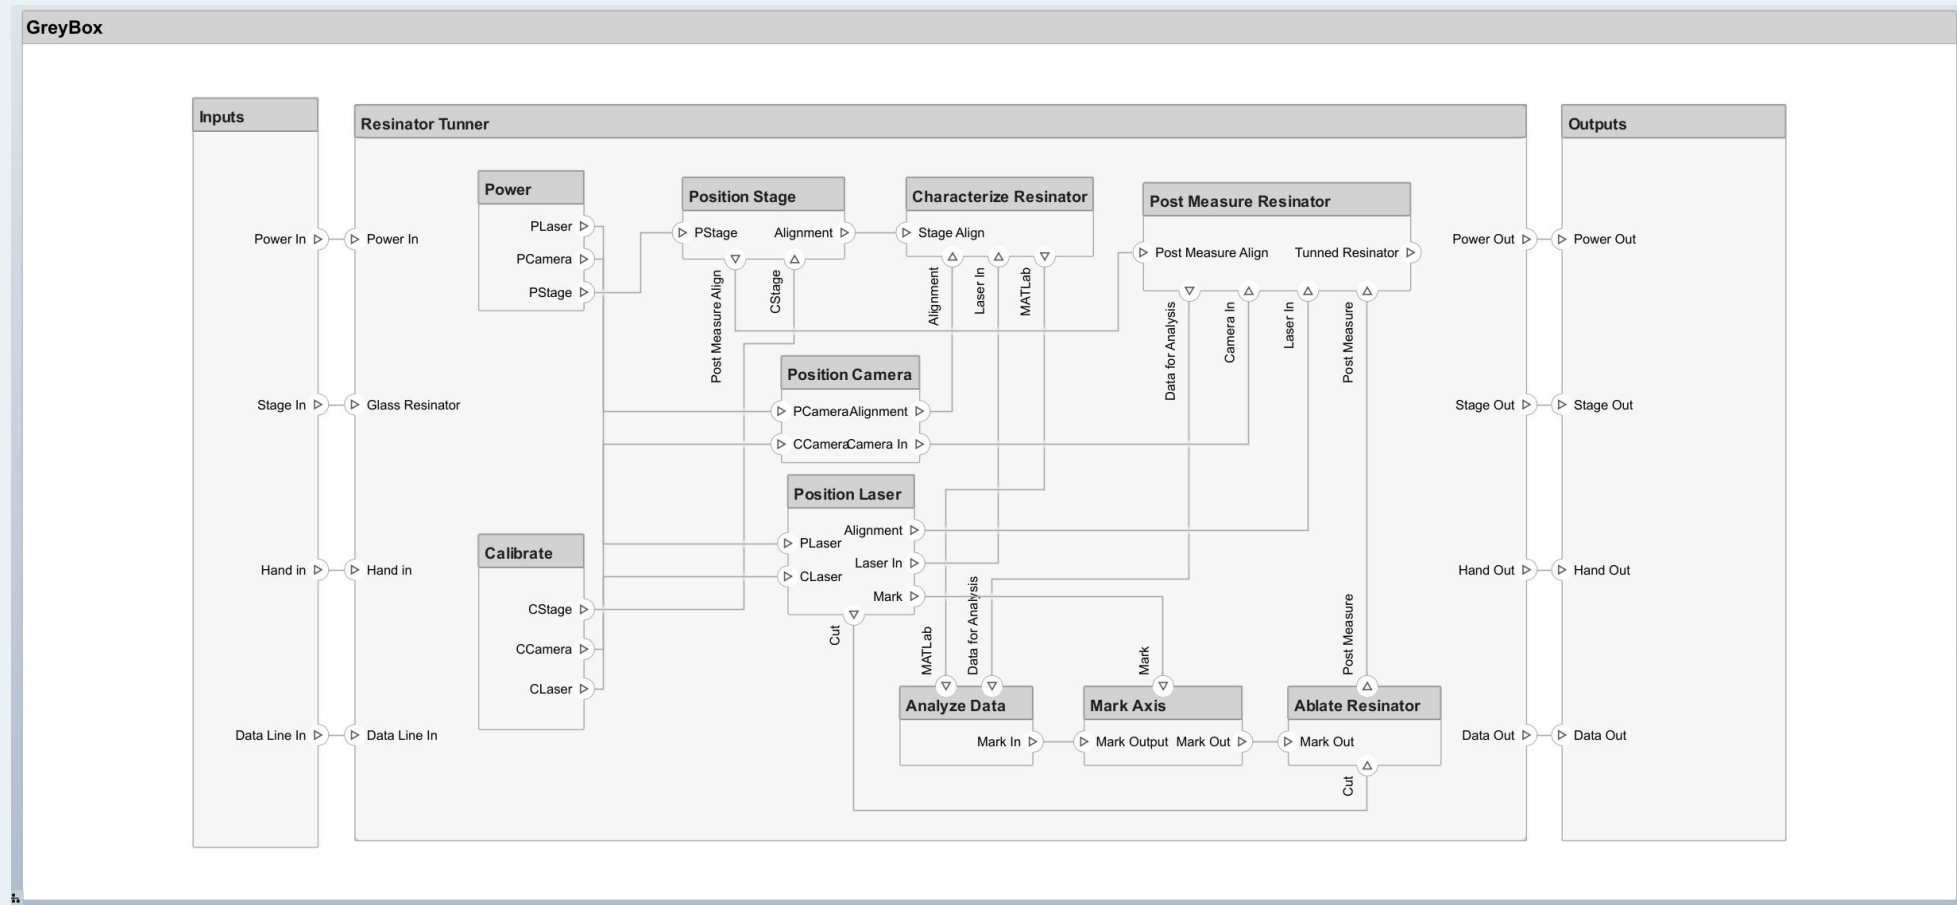 GreyBox
Inputs
Power In
Stage In
Hand in
Data Line In
Resinator Tunner
Power In
Glass Resinator
Hand in
Data Line In
Power
PLaser
PCamera
PStage
Calibrate
CStage
CCamera
CLaser
Position Stage
PStage
Alignment
Post Measure Align
CStage
Characterize Resinator
Stage Align
Alignment
Laser In
MATLab
Post Measure Resinator
Post Measure Align
Tunned Resinator
Data for Analysis
Camera In
Laser In
Post Measure
Position Camera
PCamera
Alignment
CCamera
Camera In
Position Laser
Alignment
PLaser
Laser In
CLaser
Mark
Cut
MATLab
Data for Analysis
Analyze Data
Mark In
Mark
Mark Axis
Mark Output
Mark Out
Post Measure
Ablate Resinator
Mark Out
Cut
Power Out
Stage Out
Hand Out
Data Out
Outputs
Power Out
Stage Out
Hand Out
Data Out